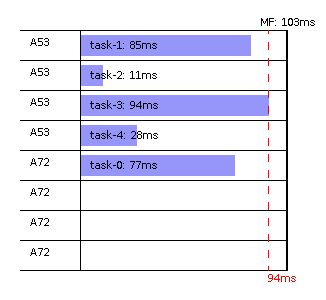 MF: 103ms
A53 task-1: 85ms
A53 task-2: 11ms
A53 task-3: 94ms
A53 task-4: 28ms
A72 task-0: 77ms
A72
A72
A72
94ms